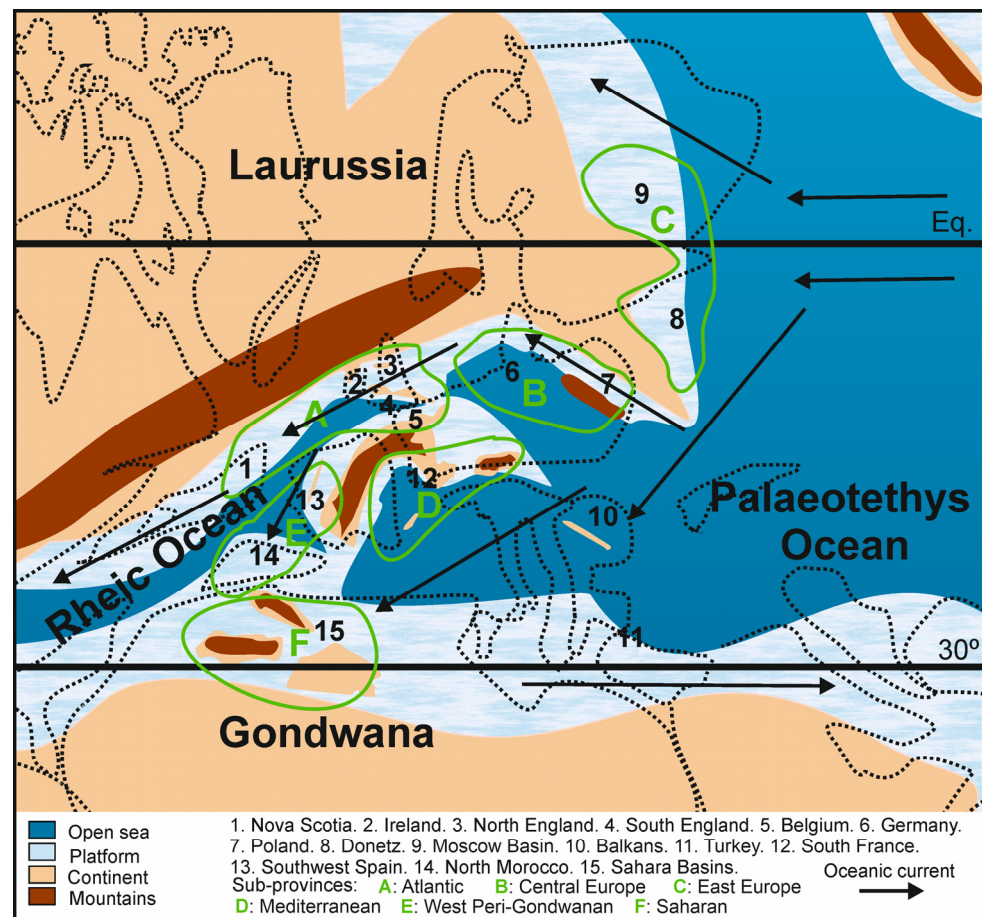 Laurussia
9
C
Eq.
8
3
2
6
7
A
4
B
5
1
12
13
D
10
Palaeotethys
Ocean
Rheic Ocean
E
14
15
F
11
30º
Gondwana
Open sea
Platform
Continent
Mountains
1. Nova Scotia. 2. Ireland. 3. North England. 4. South England. 5. Belgium. 6. Germany.
7. Poland. 8. Donetz. 9. Moscow Basin. 10. Balkans. 11. Turkey. 12. South France.
13. Southwest Spain. 14. North Morocco. 15. Sahara Basins.
Sub-provinces: A: Atlantic B: Central Europe C: East Europe
D: Mediterranean E: West Peri-Gondwanan F: Saharan
Oceanic current